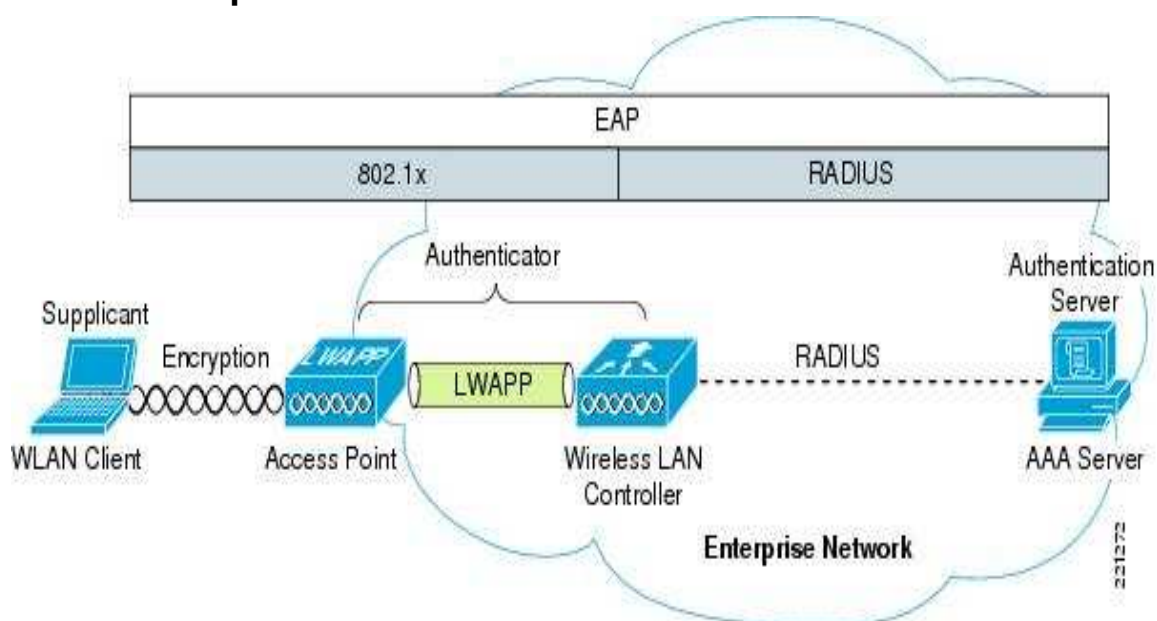 EAP
802.1x
RADIUS
Authenticator
Authentication
Server
Supplicant
Encryption
LWAPP
LWAPP
RADIUS
WLAN Client
Access Point
Wireless LAN
Controller
AAA Server
Enterprise Network
221272